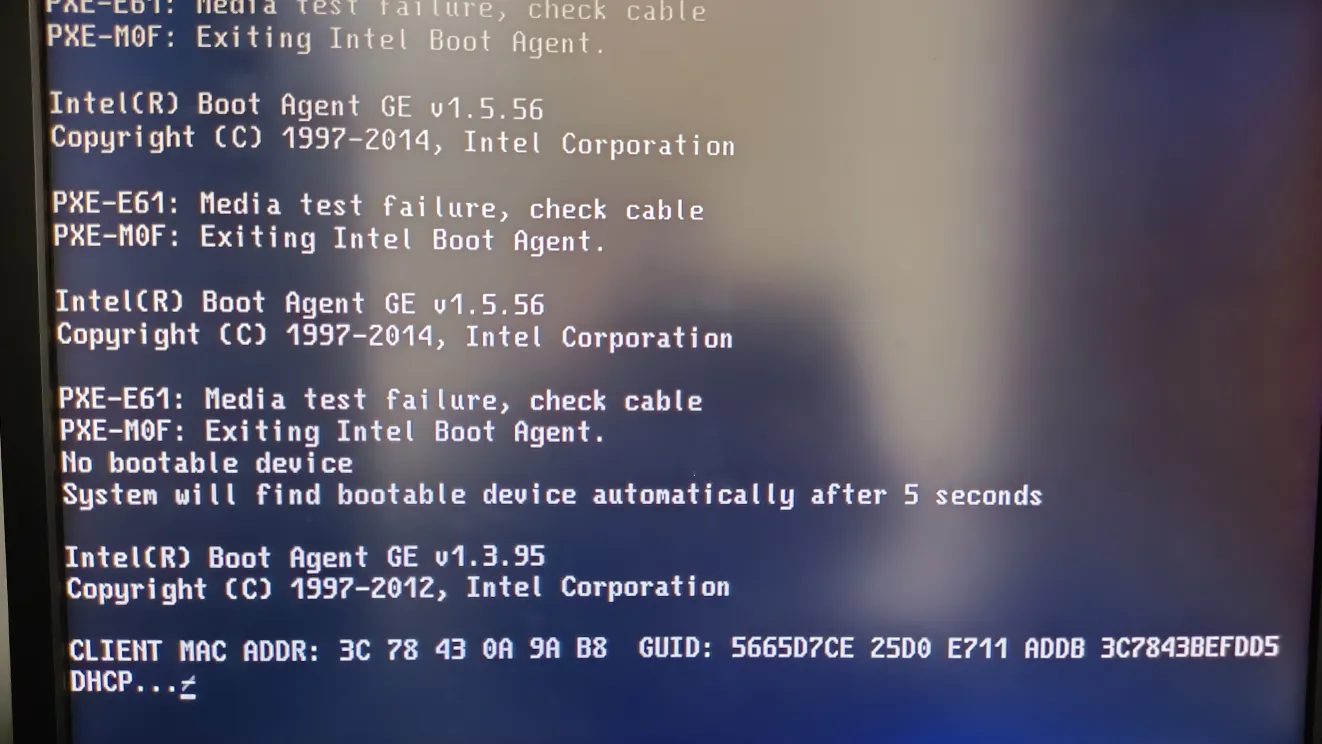 PXE-E61: Media test failure, check cable
PXE-M0F: Exiting Intel Boot Agent.
Intel(R) Boot Agent GE v1.5.56
Copyright (C) 1997-2014, Intel Corporation
PXE-E61: Media test failure, check cable
PXE-M0F: Exiting Intel Boot Agent.
Intel(R) Boot Agent GE v1.5.56
Copyright (C) 1997-2014, Intel Corporation
PXE-E61: Media test failure, check cable
PXE-M0F: Exiting Intel Boot Agent.
No bootable device
System will find bootable device automatically after 5 seconds
Intel(R) Boot Agent GE v1.3.95
Copyright (C) 1997-2012, Intel Corporation
CLIENT MAC ADDR: 3C 78 43 0A 9A B8  GUID: 5665D7CE 25D0 E711 ADDB 3C7843BEFDD5
DHCP...